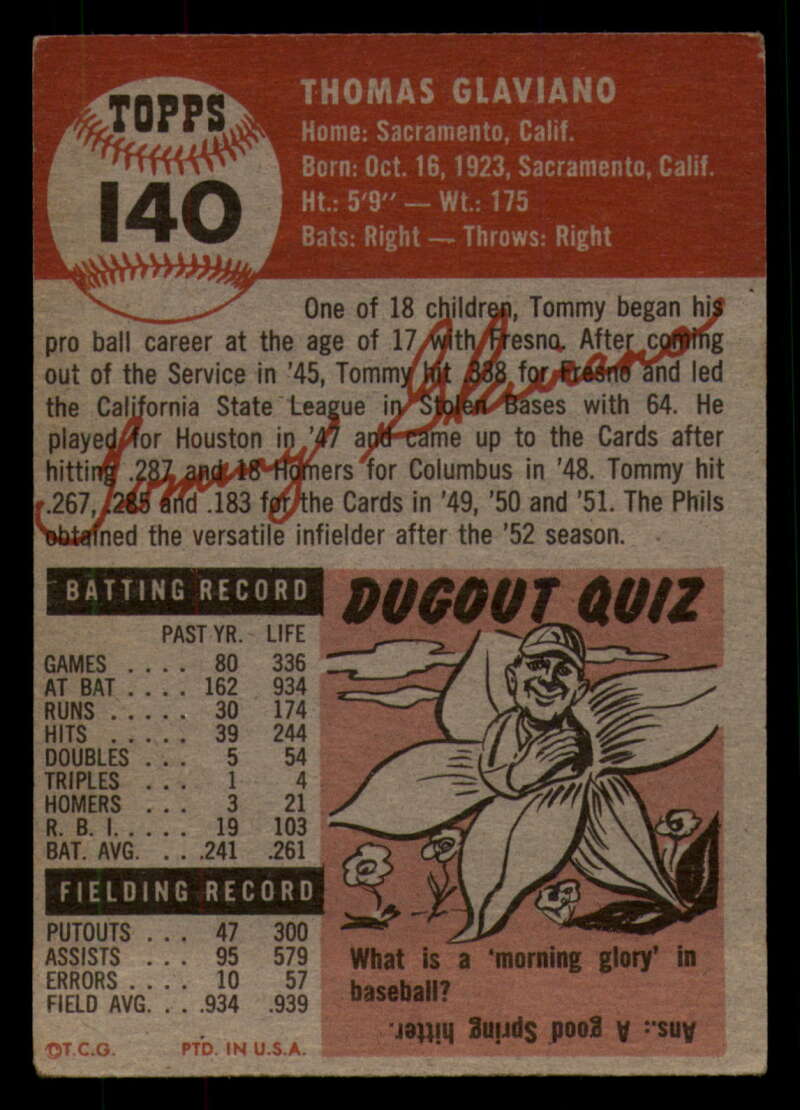 TOPPS
140
THOMAS GLAVIANO
Home: Sacramento, Calif.
Born: Oct. 16, 1923, Sacramento, Calif.
Ht.: 5'9" — Wt.: 175
Bats: Right — Throws: Right
One of 18 children, Tommy began his
pro ball career at the age of 17 with Fresno. After coming
out of the Service in '45, Tommy hit .338 for Fresno and led
the California State League in Stolen Bases with 64. He
played for Houston in '47 and came up to the Cards after
hitting .287 and 18 Homers for Columbus in '48. Tommy hit
.267, .285 and .183 for the Cards in '49, '50 and '51. The Phils
obtained the versatile infielder after the '52 season.
Tommy Glaviano
BATTING RECORD
PAST YR. LIFE
GAMES .... 80 336
AT BAT .... 162 934
RUNS ..... 30 174
HITS ..... 39 244
DOUBLES ... 5 54
TRIPLES ... 1 4
HOMERS ... 3 21
R. B. I. .... 19 103
BAT. AVG. ... .241 .261
FIELDING RECORD
PUTOUTS ... 47 300
ASSISTS ... 95 579
ERRORS .... 10 57
FIELD AVG. ... .934 .939
©T.C.G. PTD. IN U.S.A.
DUGOUT QUIZ
What is a 'morning glory' in
baseball?
Ans.: A good Spring hitter.